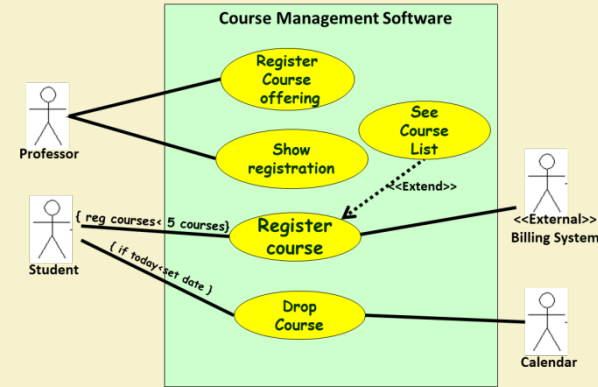 Course Management Software
Register
Course
offering
See
Course
List
Professor
Show
registration
<<Extend>>
{ reg courses< 5 courses}
Register
course
<<External>>
Billing System
Student
{ if today<set date }
Drop
Course
Calendar